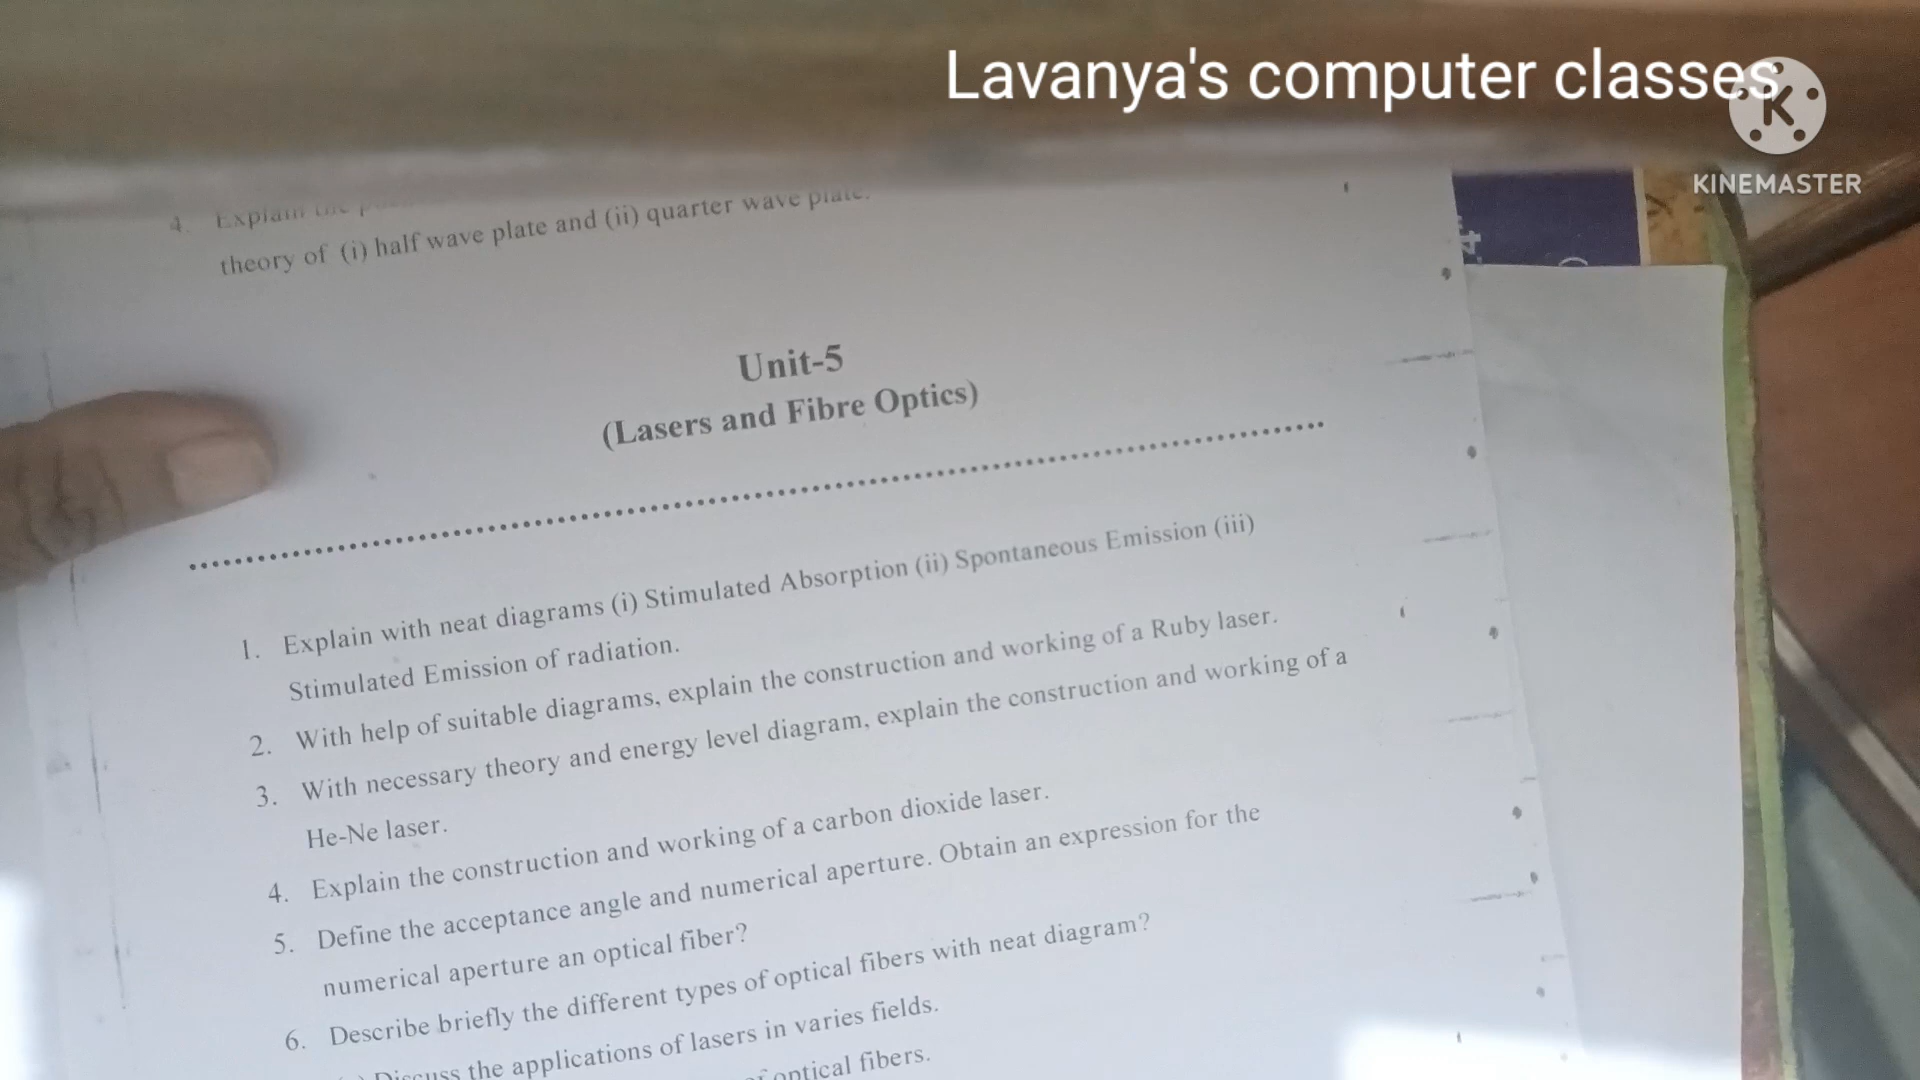 Lavanya's computer classes
K
KINEMASTER
4. Explain the
theory of (i) half wave plate and (ii) quarter wave plate.
Unit-5
(Lasers and Fibre Optics)
1. Explain with neat diagrams (i) Stimulated Absorption (ii) Spontaneous Emission (iii)
Stimulated Emission of radiation.
2. With help of suitable diagrams, explain the construction and working of a Ruby laser.
3. With necessary theory and energy level diagram, explain the construction and working of a
He-Ne laser.
4. Explain the construction and working of a carbon dioxide laser.
5. Define the acceptance angle and numerical aperture. Obtain an expression for the
numerical aperture an optical fiber?
6. Describe briefly the different types of optical fibers with neat diagram?
Discuss the applications of lasers in varies fields.
optical fibers.